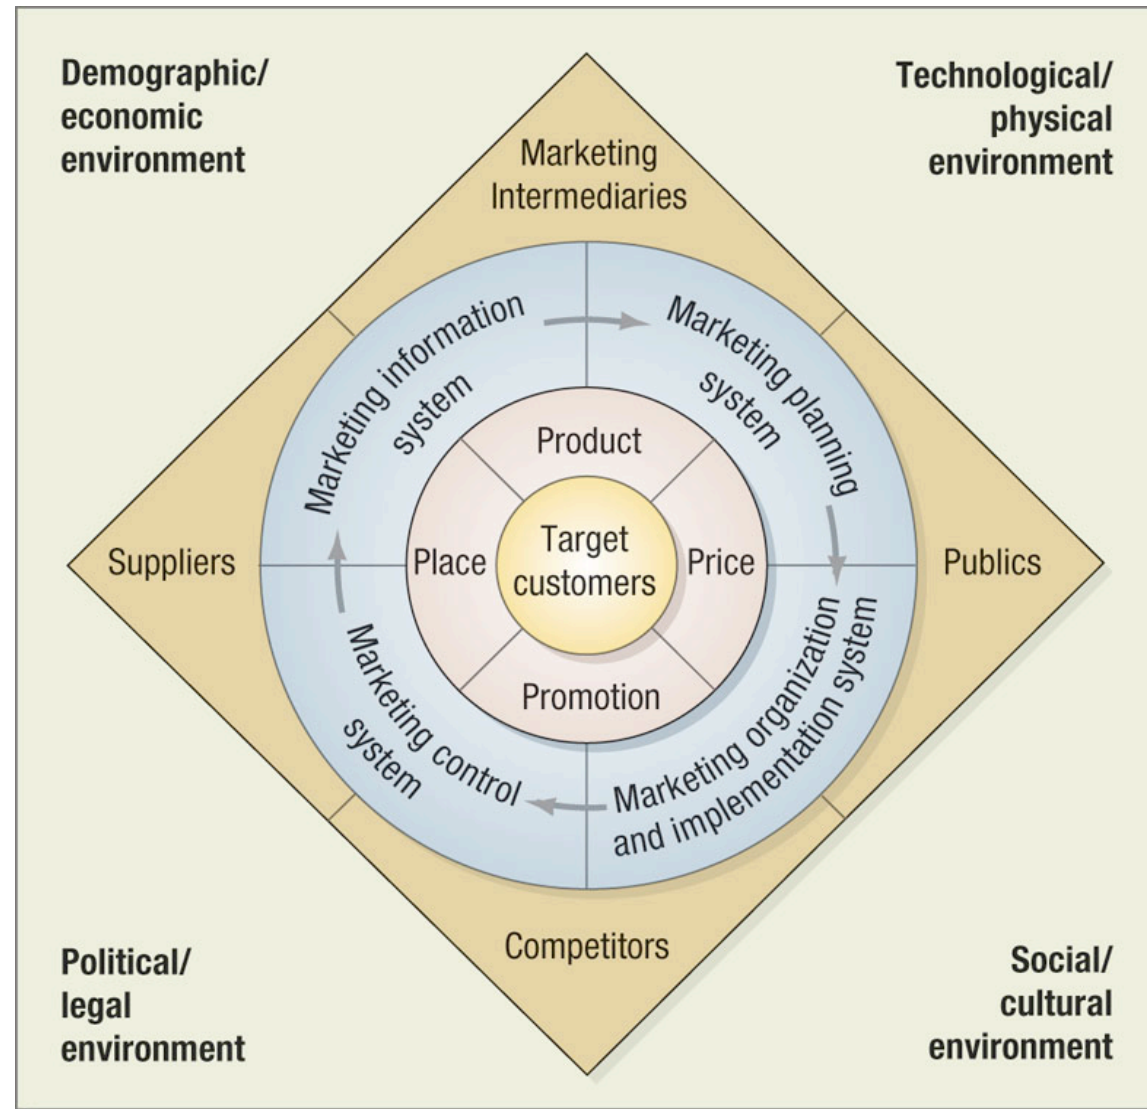 Demographic/
economic
environment
Technological/
physical
environment
Marketing
Intermediaries
Marketing information
system
Marketing planning
system
Product
Suppliers
Place
Target
customers
Price
Publics
Promotion
Marketing control
system
Marketing organization
and implementation system
Competitors
Political/
legal
environment
Social/
cultural
environment